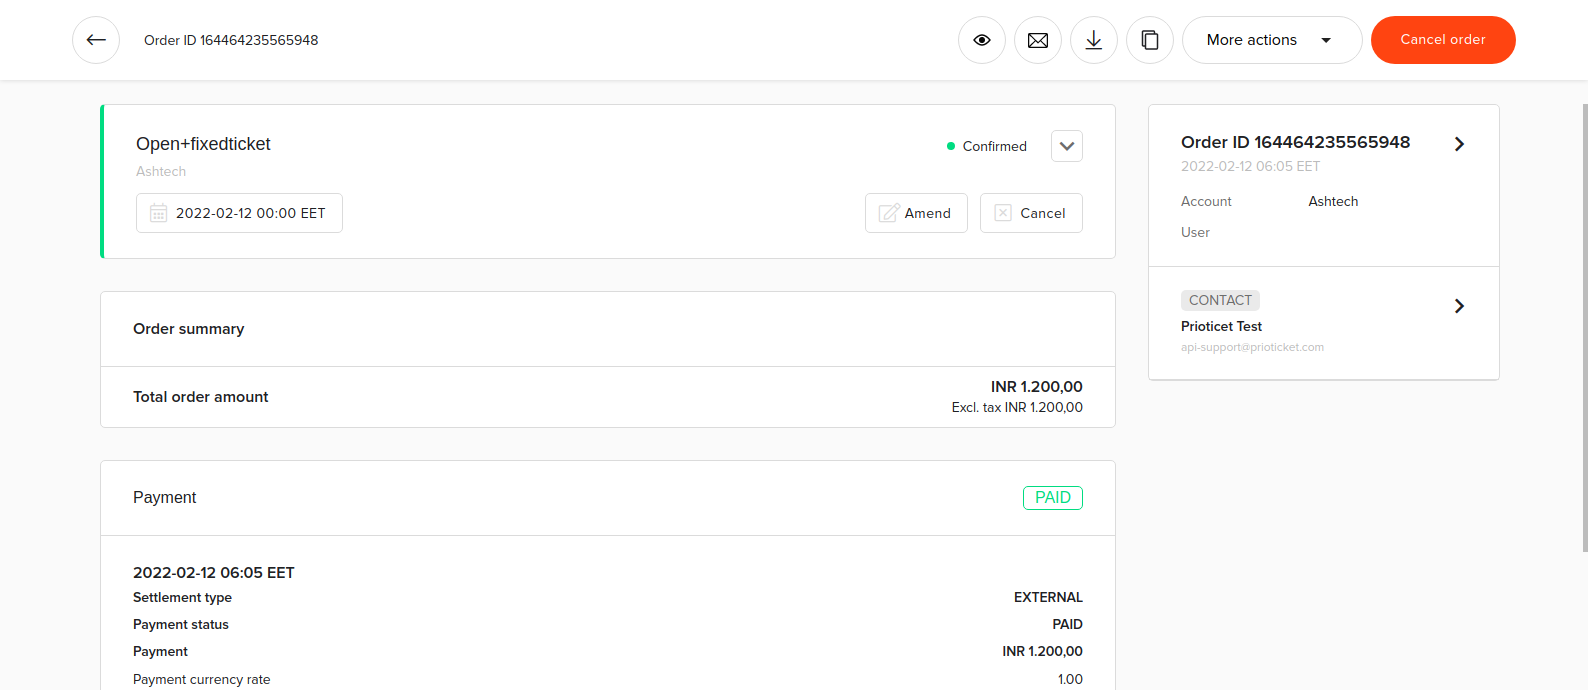 Order ID 164464235565948
More actions
Cancel order
Open+fixedticket
Confirmed
Ashtech
2022-02-12 00:00 EET
Amend
Cancel
Order summary
Total order amount
INR 1.200,00
Excl. tax INR 1.200,00
Payment
PAID
2022-02-12 06:05 EET
Settlement type
EXTERNAL
Payment status
PAID
Payment
INR 1.200,00
Payment currency rate
1.00
Order ID 164464235565948
2022-02-12 06:05 EET
Account
Ashtech
User
CONTACT
Prioticet Test
api-support@prioticket.com